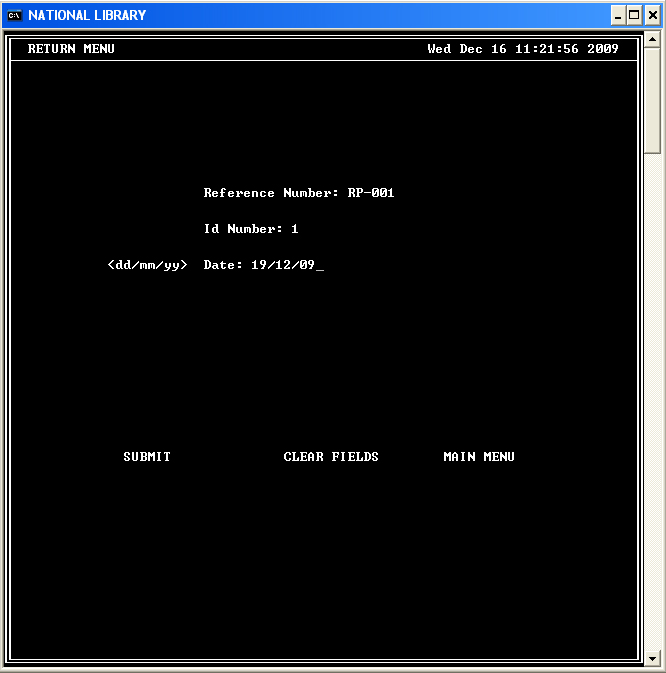 NATIONAL LIBRARY
RETURN MENU Wed Dec 16 11:21:56 2009
Reference Number: RP-001
Id Number: 1
<dd/mm/yy> Date: 19/12/09_
SUBMIT CLEAR FIELDS MAIN MENU